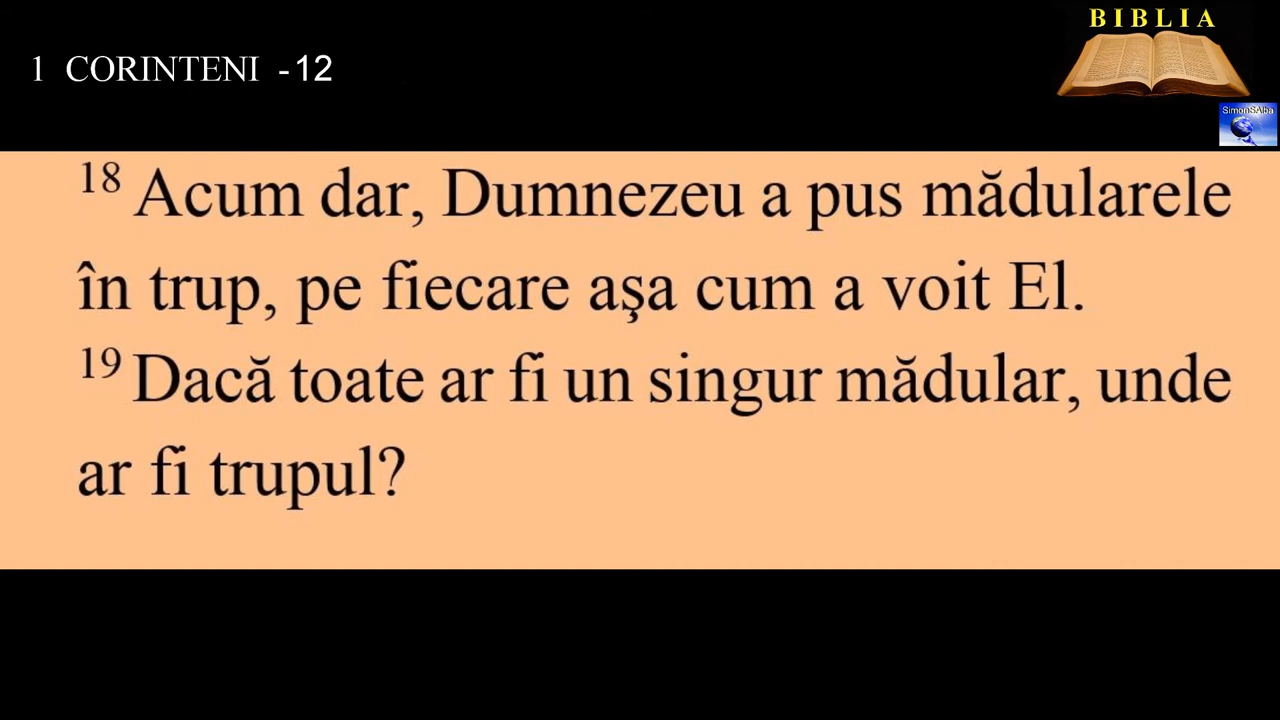 BIBLIA
1 CORINTENI - 12
SimonSAlba
18 Acum dar, Dumnezeu a pus mădularele
în trup, pe fiecare aşa cum a voit El.
19 Dacă toate ar fi un singur mădular, unde
ar fi trupul?